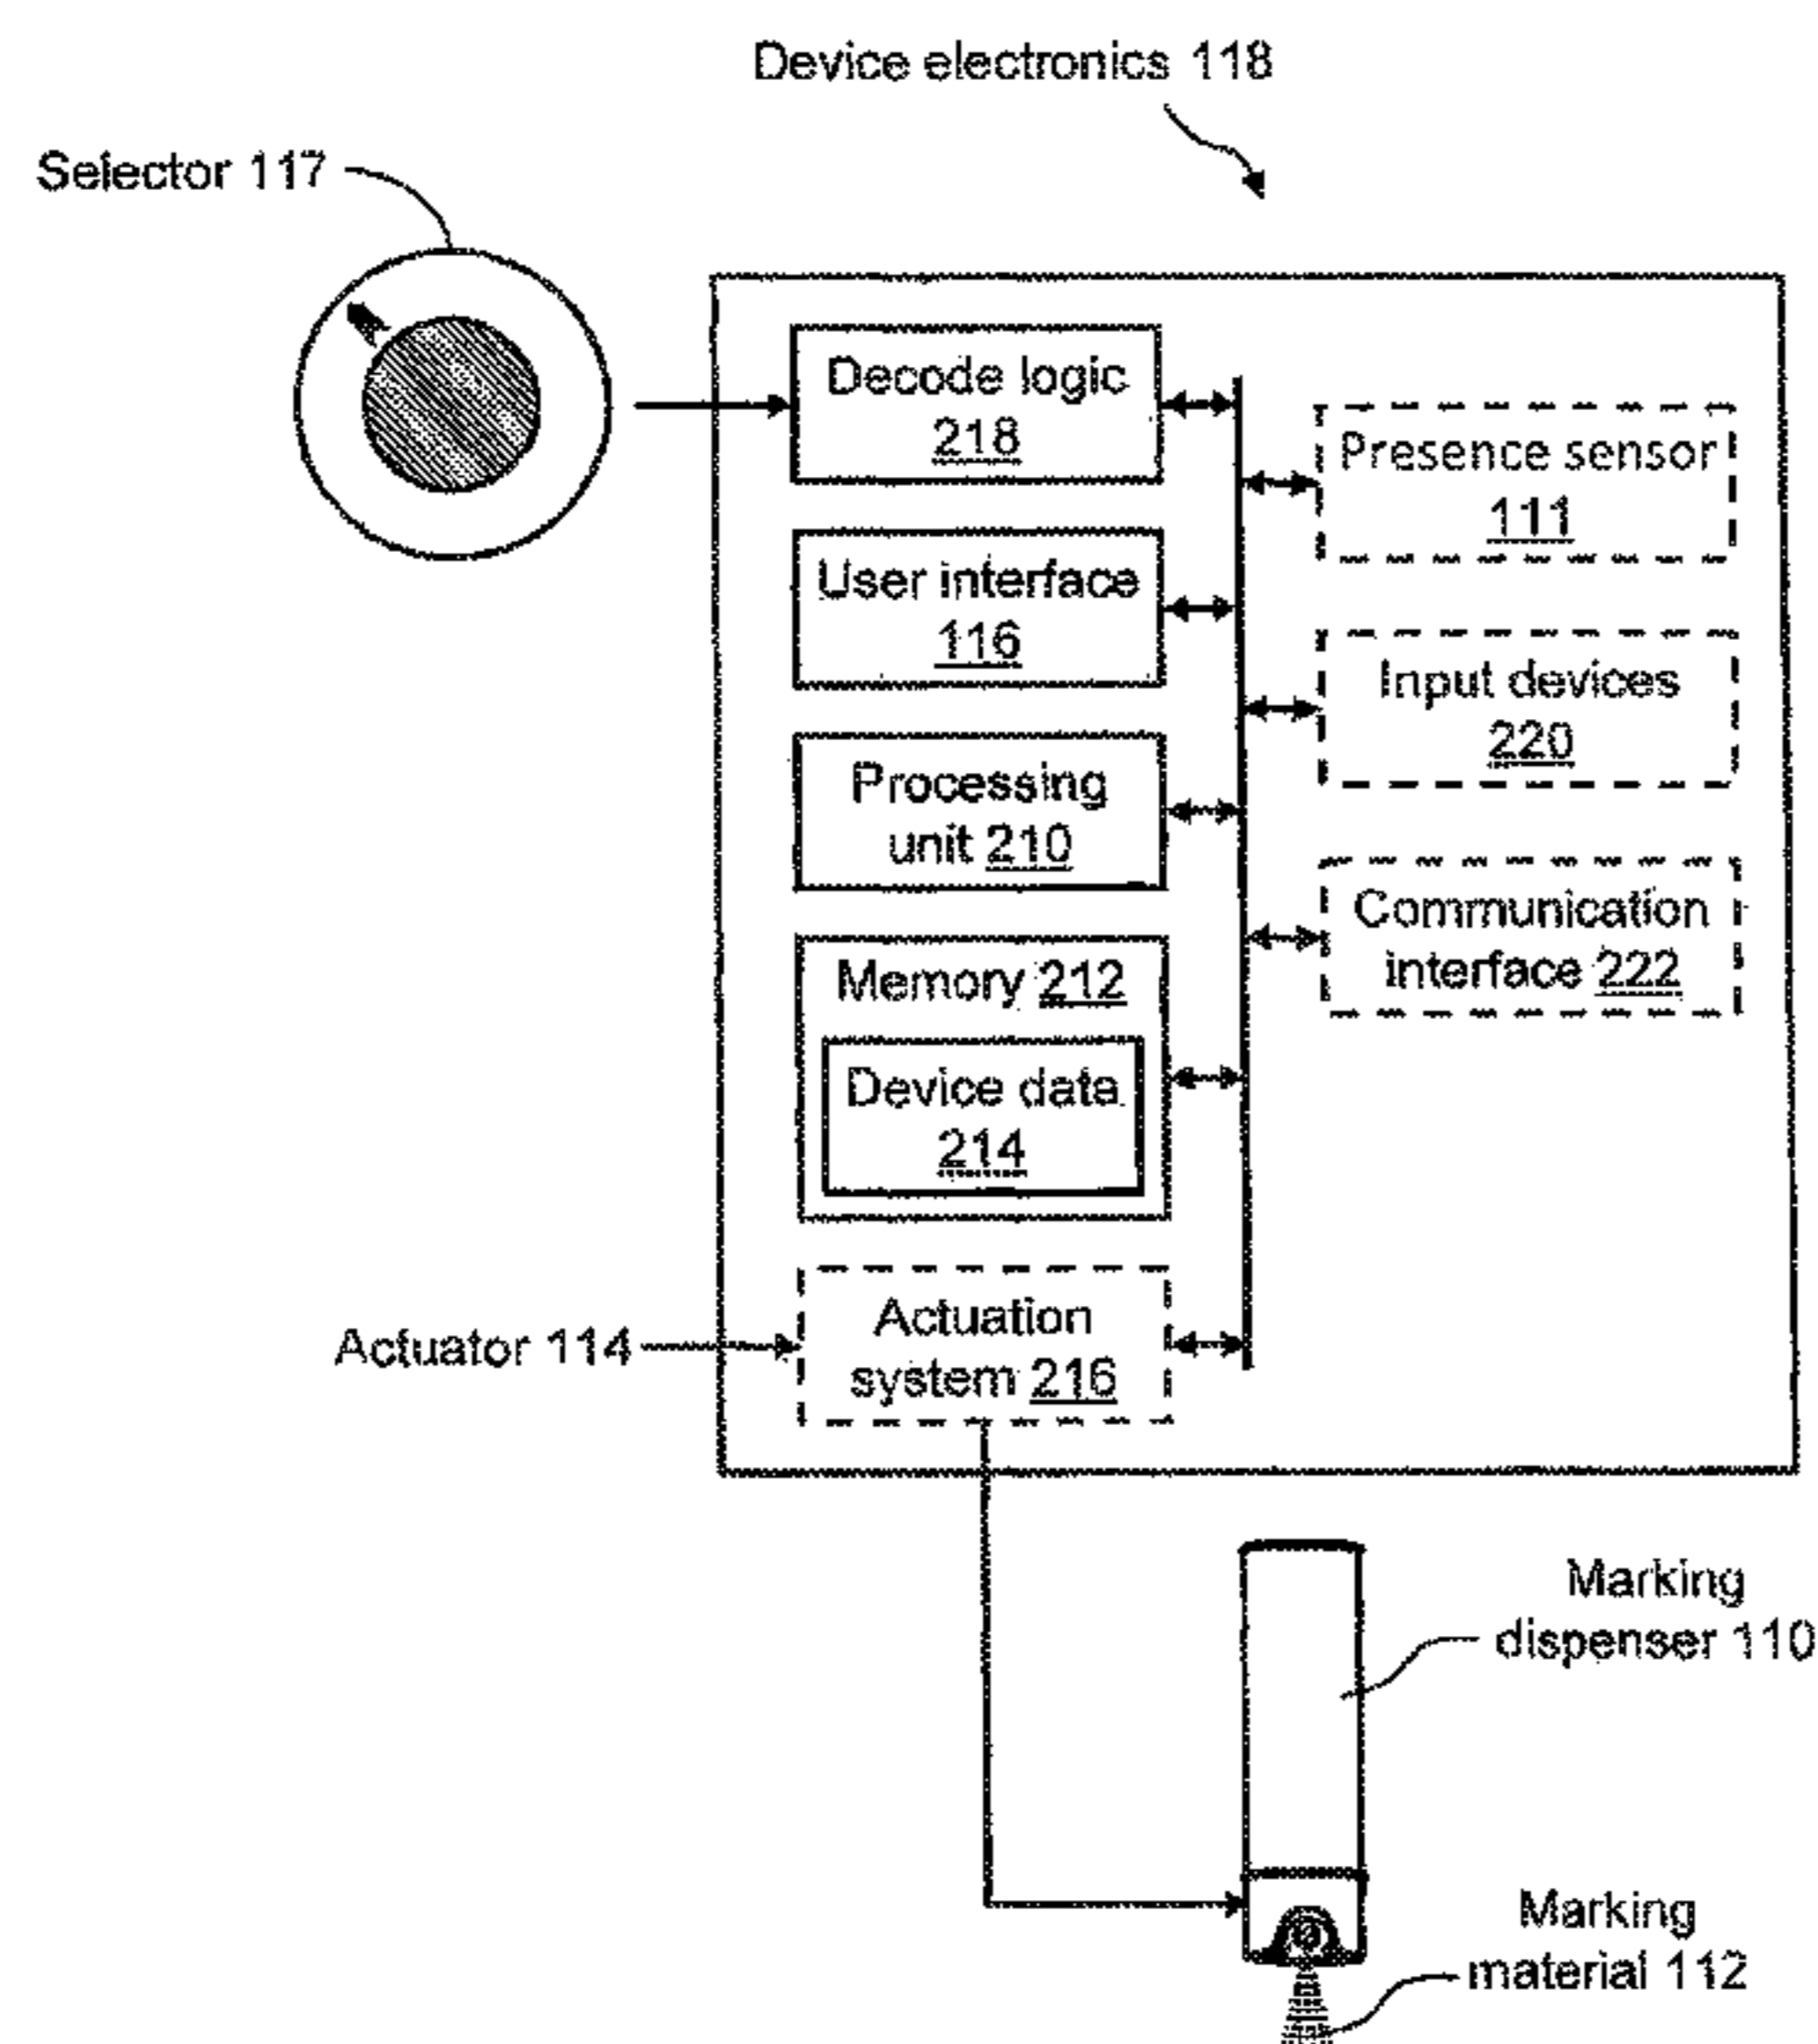 Device electronics 118
Selector 117
Decode logic
218
Presence sensor
111
User interface
116
Input devices
220
Processing
unit 210
Communication
interface 222
Memory 212
Device data
214
Actuator 114
Actuation
system 216
Marking
dispenser 110
Marking
material 112